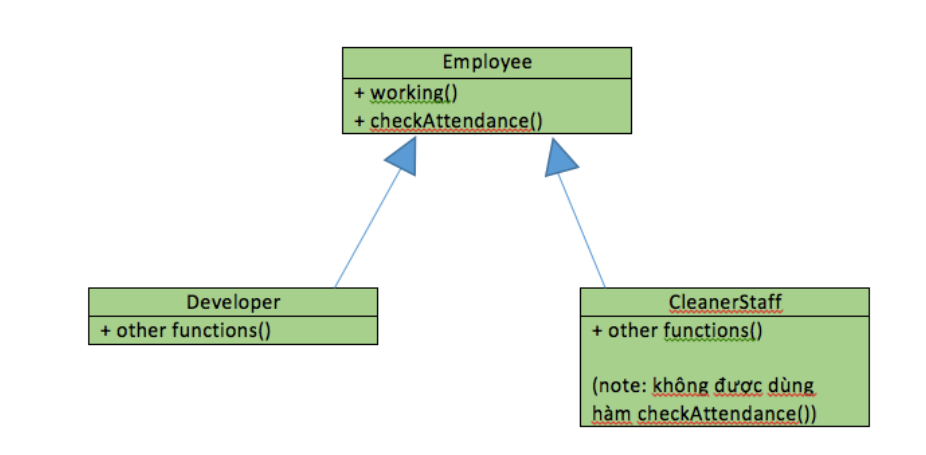 Employee
+ working()
+ checkAttendance()
Developer
+ other functions()
CleanerStaff
+ other functions()
(note: không được dùng
hàm checkAttendance())